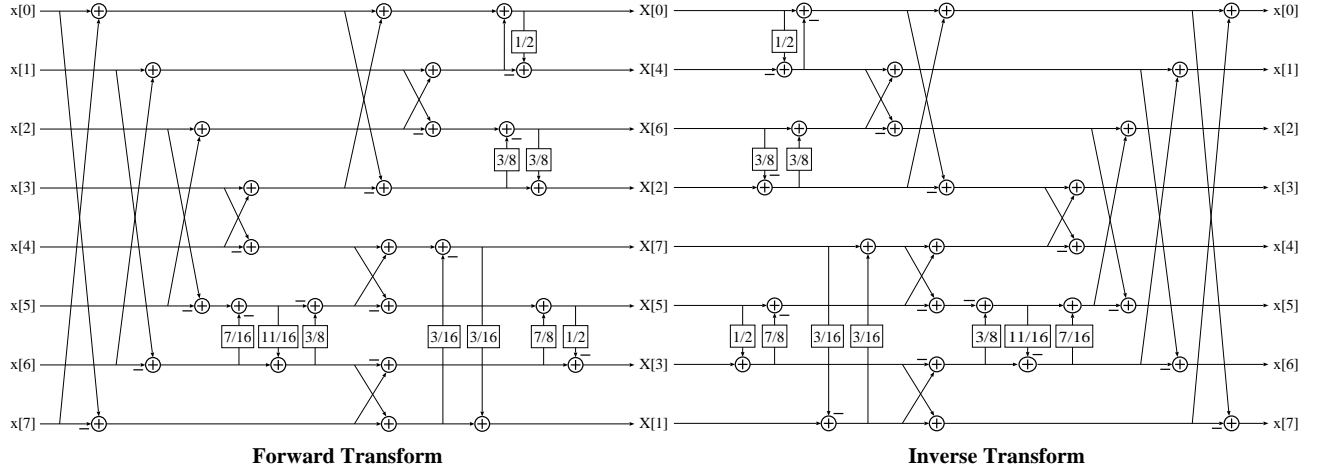 x[0] X[0] x[0]
1/2 1/2
x[1] X[4] x[1]
x[2] X[6] x[2]
3/8 3/8 3/8 3/8
x[3] X[2] x[3]
x[4] X[7] x[4]
x[5] X[5] x[5]
7/16 11/16 3/8 3/16 3/16 7/8 1/2 1/2 7/8 3/16 3/16 3/8 11/16 7/16
x[6] X[3] x[6]
x[7] X[1] x[7]
Forward Transform Inverse Transform